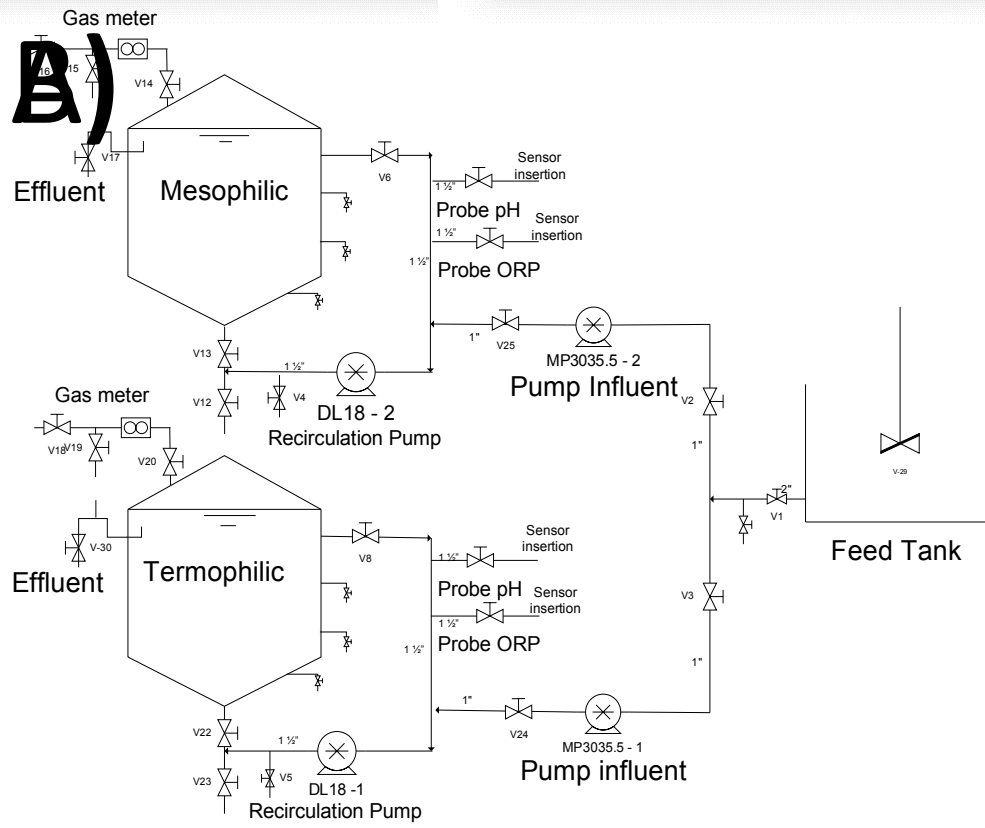 Gas meter
B)
16
15
V14
V17
Effluent
Mesophilic
V6
Sensor
insertion
1 ½"
Probe pH
Sensor
insertion
1 ½"
Probe ORP
1 ½"
V13
1 ½"
V12
V4
DL18 - 2
Recirculation Pump
1"
V25
MP3035.5 - 2
Pump Influent
V2
1"
2"
V1
V-29
Feed Tank
V3
1"
Gas meter
V18
V19
V20
V-30
Effluent
Termophilic
V8
Sensor
insertion
1 ½"
Probe pH
Sensor
insertion
1 ½"
Probe ORP
1 ½"
1"
V24
MP3035.5 - 1
Pump influent
V22
1 ½"
V23
V5
DL18 -1
Recirculation Pump